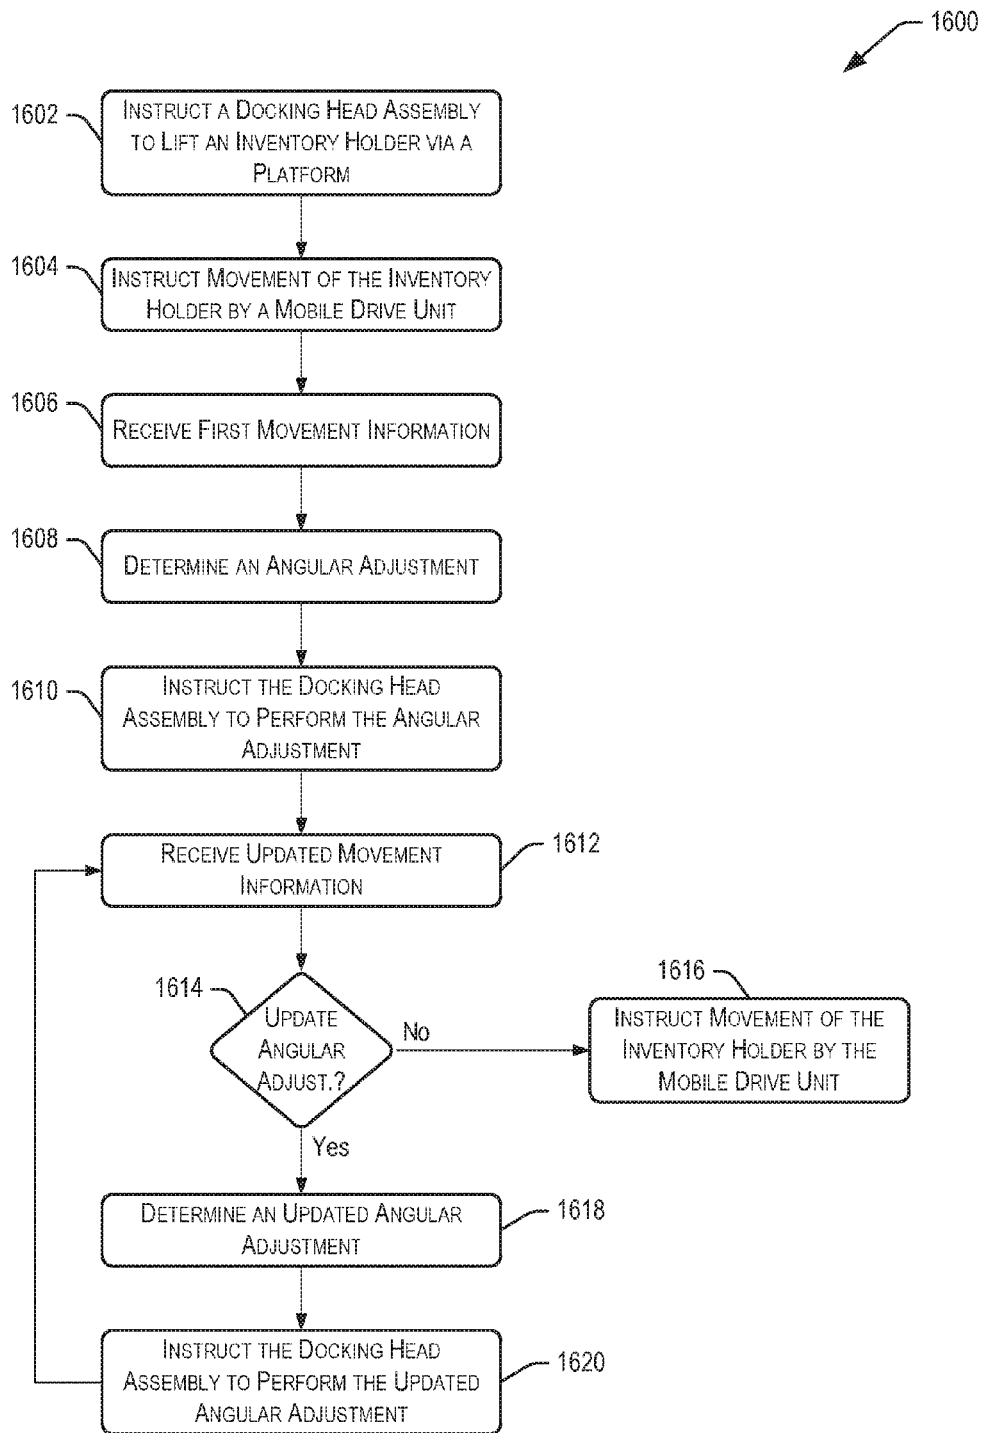 1600
1602
INSTRUCT A DOCKING HEAD ASSEMBLY
TO LIFT AN INVENTORY HOLDER VIA A
PLATFORM
1604
INSTRUCT MOVEMENT OF THE INVENTORY
HOLDER BY A MOBILE DRIVE UNIT
1606
RECEIVE FIRST MOVEMENT INFORMATION
1608
DETERMINE AN ANGULAR ADJUSTMENT
1610
INSTRUCT THE DOCKING HEAD
ASSEMBLY TO PERFORM THE ANGULAR
ADJUSTMENT
RECEIVE UPDATED MOVEMENT
INFORMATION
1612
1614
UPDATE
ANGULAR
ADJUST.?
No
1616
INSTRUCT MOVEMENT OF THE
INVENTORY HOLDER BY THE
MOBILE DRIVE UNIT
Yes
DETERMINE AN UPDATED ANGULAR
ADJUSTMENT
1618
INSTRUCT THE DOCKING HEAD
ASSEMBLY TO PERFORM THE UPDATED
ANGULAR ADJUSTMENT
1620